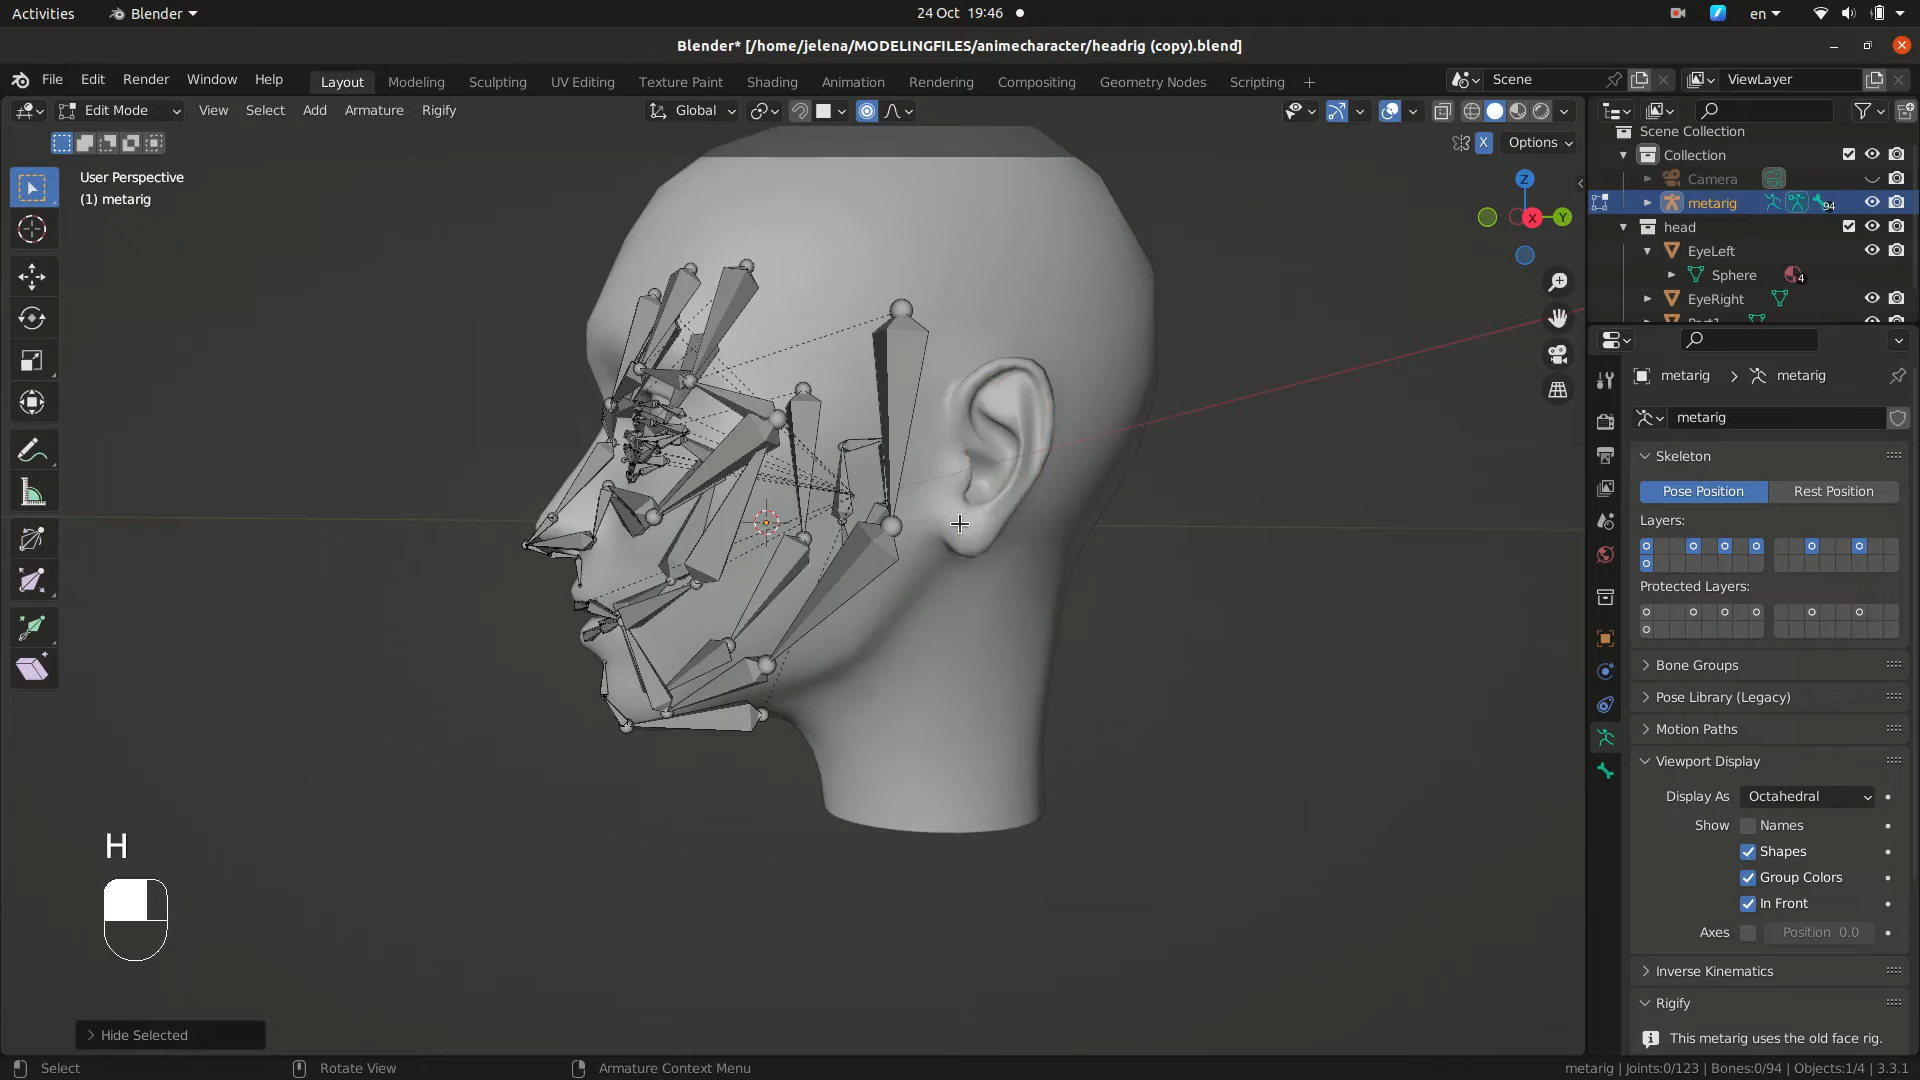 Activities Blender 24 Oct 19:46 en
Blender* [/home/jelena/MODELINGFILES/animecharacter/headrig (copy).blend]
File Edit Render Window Help Layout Modeling Sculpting UV Editing Texture Paint Shading Animation Rendering Compositing Geometry Nodes Scripting + Scene ViewLayer
Edit Mode View Select Add Armature Rigify Global
X Options
User Perspective
(1) metarig
Z
X Y
Scene Collection
Collection
Camera
metarig 94
head
EyeLeft
Sphere 4
EyeRight
metarig metarig
metarig
Skeleton
Pose Position Rest Position
Layers:
Protected Layers:
Bone Groups
Pose Library (Legacy)
Motion Paths
Viewport Display
Display As Octahedral
Show Names
Shapes
Group Colors
In Front
Axes Position 0.0
Inverse Kinematics
Rigify
This metarig uses the old face rig.
H
Hide Selected
Select Rotate View Armature Context Menu metarig | Joints:0/123 | Bones:0/94 | Objects:1/4 | 3.3.1